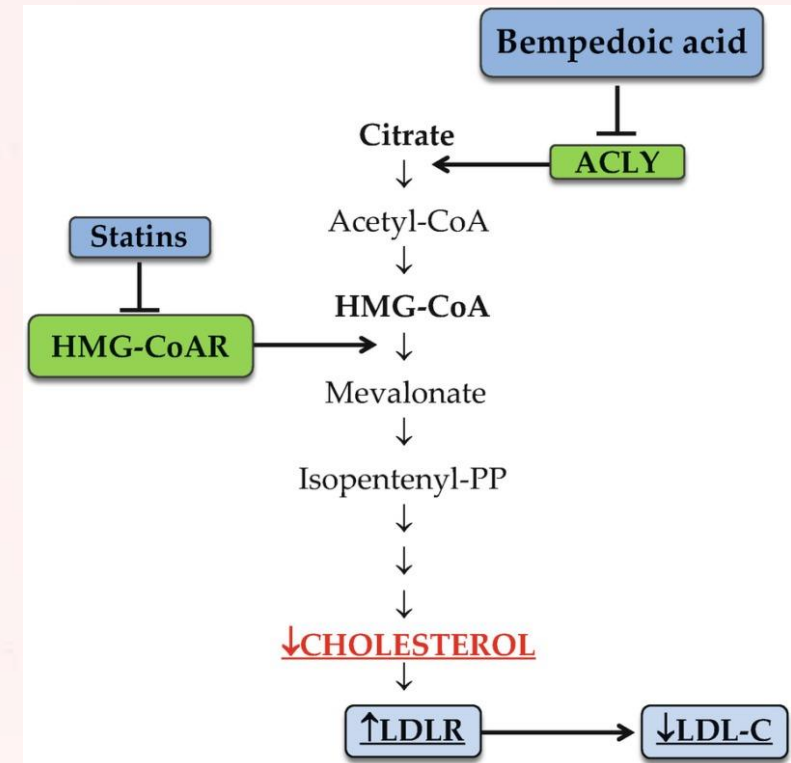 Bempedoic acid
Citrate
ACLY
↓
Acetyl-CoA
Statins
↓
HMG-CoA
HMG-CoAR
↓
Mevalonate
↓
Isopentenyl-PP
↓
↓
↓
↓CHOLESTEROL
↓
↑LDLR
↓LDL-C